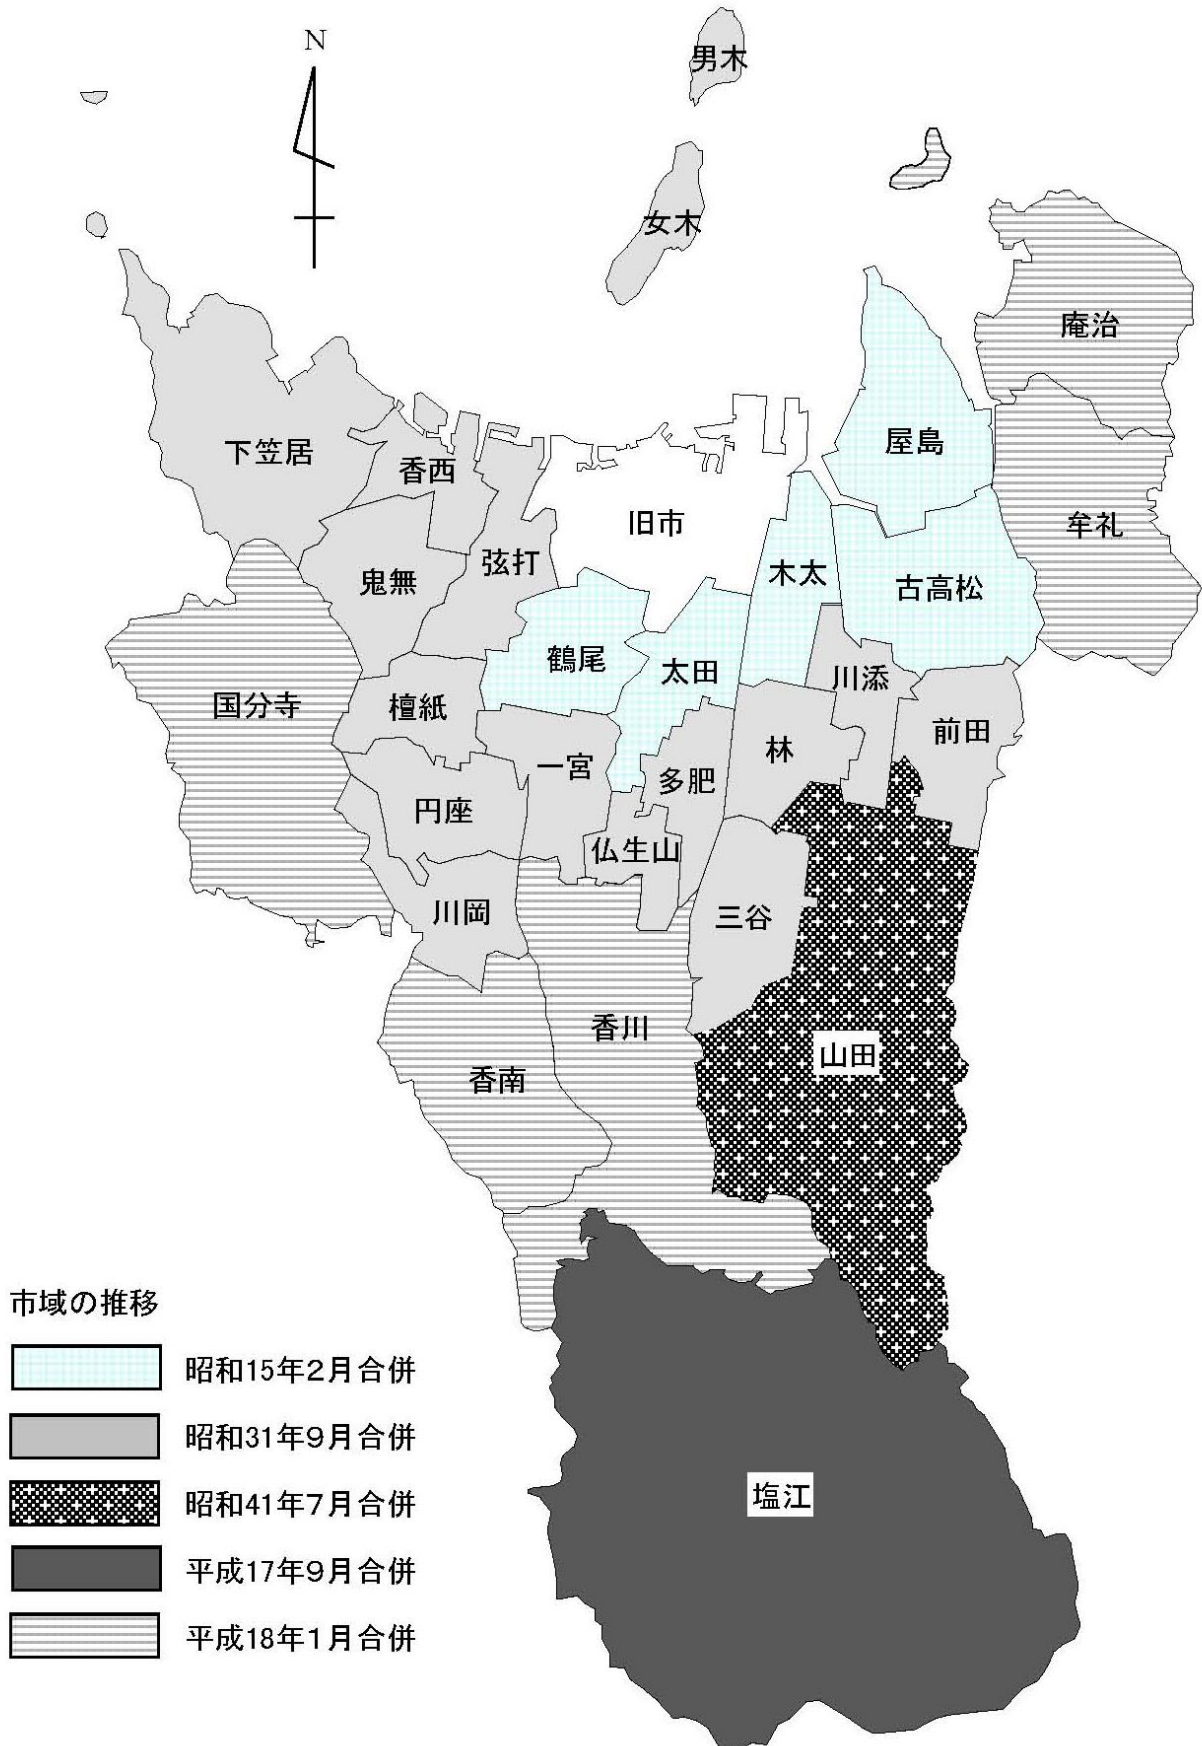 N
男木
女木
庵治
屋島
下笠居
香西
旧市
牟礼
弦打
木太
鬼無
古高松
鶴尾
太田
川添
国分寺
檀紙
前田
林
一宮
多肥
円座
仏生山
川岡
三谷
香川
山田
香南
塩江
市域の推移
昭和15年2月合併
昭和31年9月合併
昭和41年7月合併
平成17年9月合併
平成18年1月合併